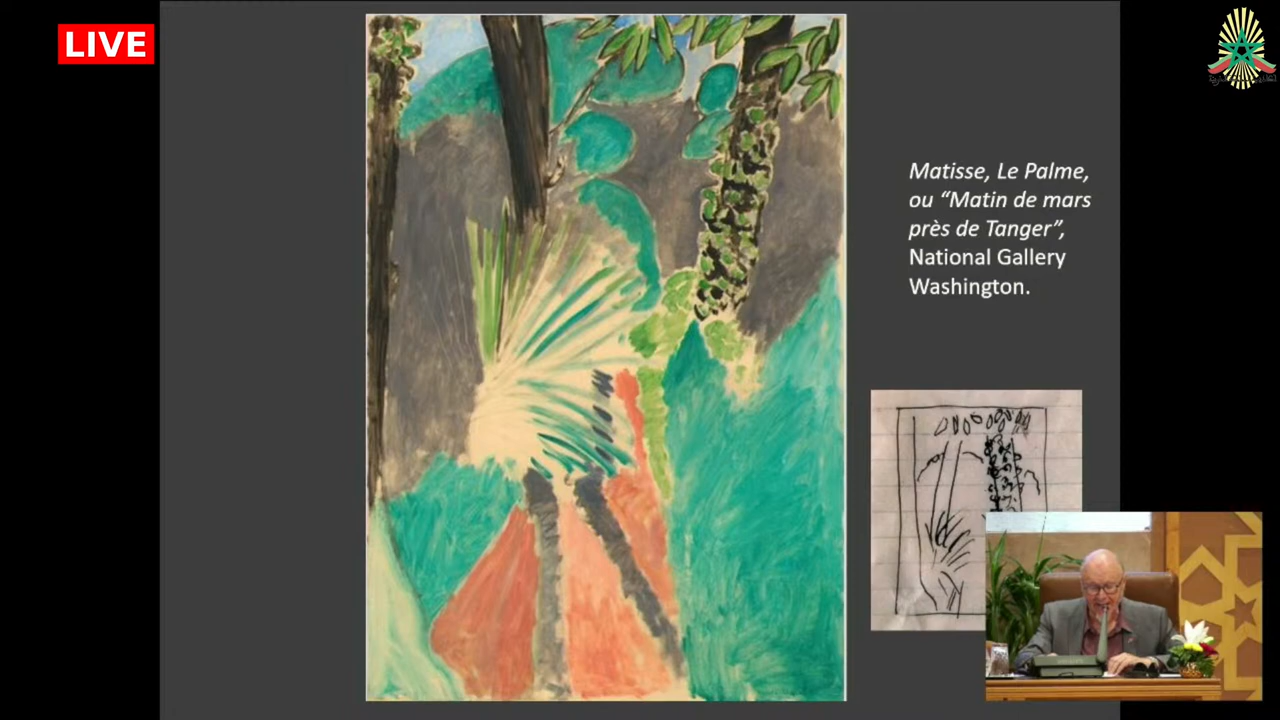 LIVE
Matisse, Le Palme,
ou “Matin de mars
près de Tanger”,
National Gallery
Washington.